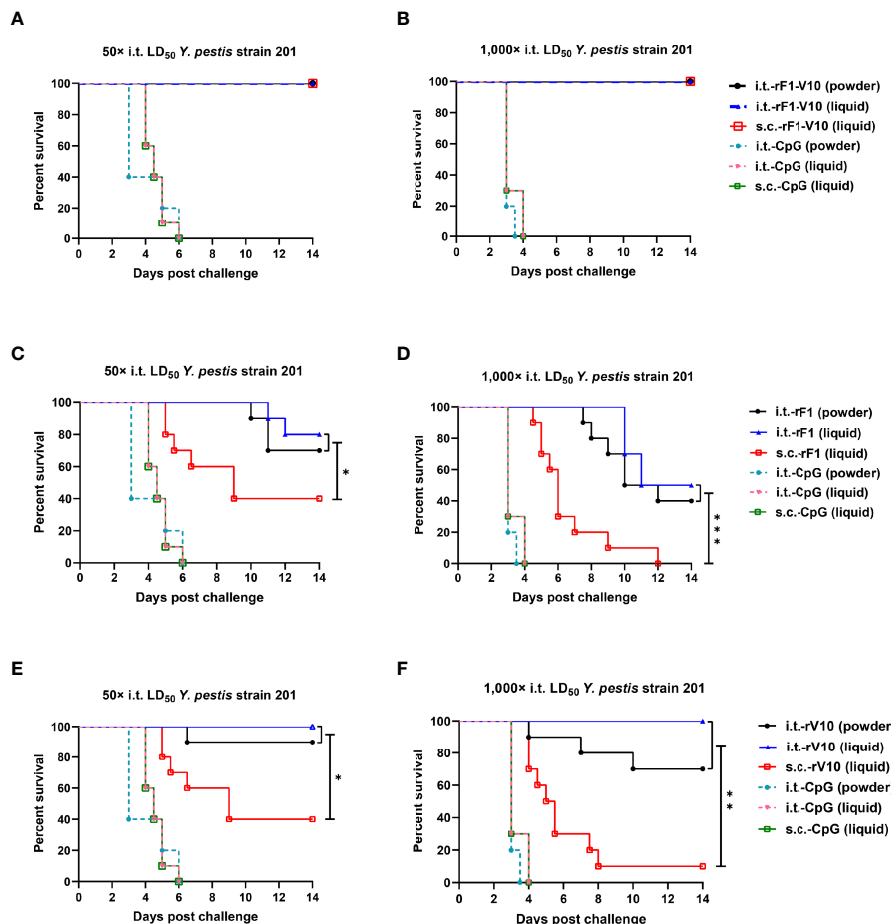 A
50× i.t. LD50 Y. pestis strain 201
Percent survival
100
80
60
40
20
0
0 2 4 6 8 10 12 14
Days post challenge
B
1,000× i.t. LD50 Y. pestis strain 201
Percent survival
100
80
60
40
20
0
0 2 4 6 8 10 12 14
Days post challenge
i.t.-rF1-V10 (powder)
i.t.-rF1-V10 (liquid)
s.c.-rF1-V10 (liquid)
i.t.-CpG (powder)
i.t.-CpG (liquid)
s.c.-CpG (liquid)
C
50× i.t. LD50 Y. pestis strain 201
Percent survival
100
80
60
40
20
0
0 2 4 6 8 10 12 14
Days post challenge
*
D
1,000× i.t. LD50 Y. pestis strain 201
Percent survival
100
80
60
40
20
0
0 2 4 6 8 10 12 14
Days post challenge
***
i.t.-rF1 (powder)
i.t.-rF1 (liquid)
s.c.-rF1 (liquid)
i.t.-CpG (powder)
i.t.-CpG (liquid)
s.c.-CpG (liquid)
E
50× i.t. LD50 Y. pestis strain 201
Percent survival
100
80
60
40
20
0
0 2 4 6 8 10 12 14
Days post challenge
*
F
1,000× i.t. LD50 Y. pestis strain 201
Percent survival
100
80
60
40
20
0
0 2 4 6 8 10 12 14
Days post challenge
**
i.t.-rV10 (powder
i.t.-rV10 (liquid)
s.c.-rV10 (liquid)
i.t.-CpG (powder
i.t.-CpG (liquid)
s.c.-CpG (liquid)